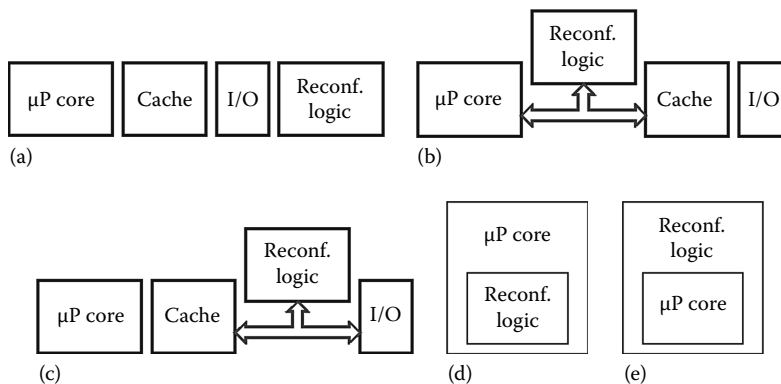 μP core
Cache
I/O
Reconf.
logic
(a)
Reconf.
logic
μP core
Cache
I/O
(b)
Reconf.
logic
μP core
Cache
I/O
(c)
μP core
Reconf.
logic
(d)
Reconf.
logic
μP core
(e)